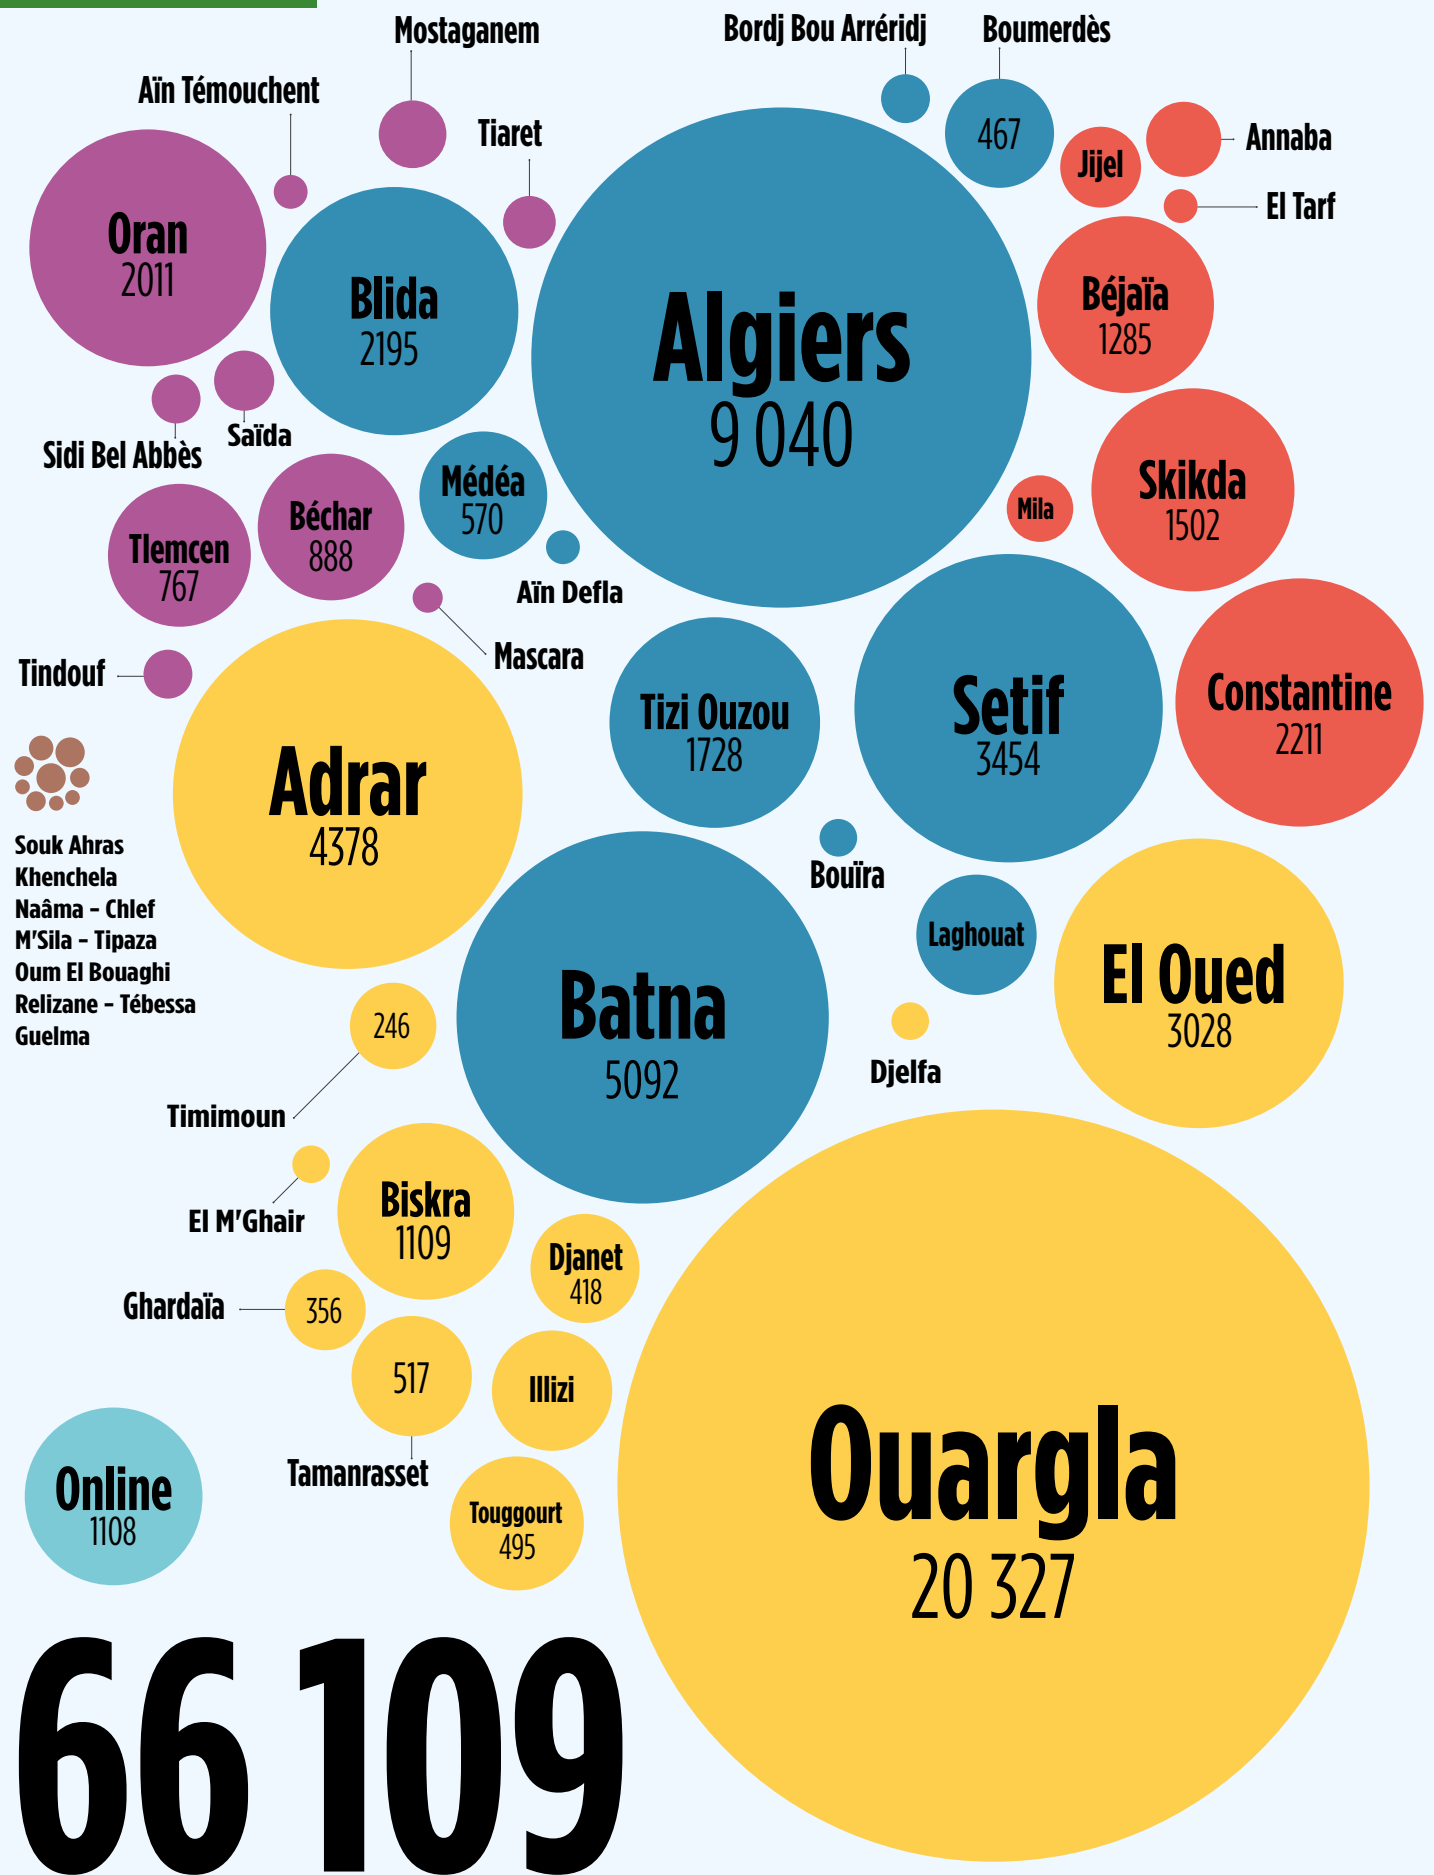 Mostaganem
Bordj Bou Arréridj
Boumerdès
Aïn Témouchent
Tiaret
467
Jijel
Annaba
El Tarf
Oran
2011
Blida
2195
Algiers
9 040
Béjaïa
1285
Saïda
Sidi Bel Abbès
Médéa
570
Skikda
1502
Mila
Béchar
888
Tlemcen
767
Aïn Defla
Mascara
Tindouf
Tizi Ouzou
1728
Setif
3454
Constantine
2211
Adrar
4378
Souk Ahras
Khenchela
Naâma – Chlef
M'Sila – Tipaza
Oum El Bouaghi
Relizane – Tébessa
Guelma
Bouïra
Laghouat
El Oued
3028
Batna
5092
246
Djelfa
Timimoun
El M'Ghair
Biskra
1109
Djanet
418
Ghardaïa
356
517
Illizi
Tamanrasset
Ouargla
20 327
Online
1108
Touggourt
495
66 109